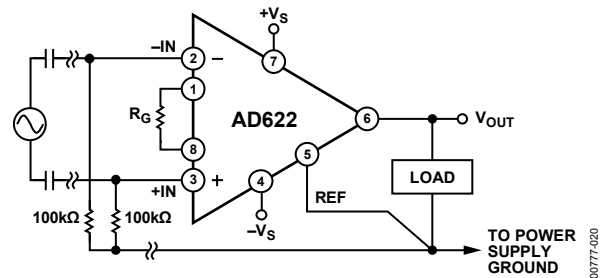 +VS
–IN
2
–
7
1
RG
AD622
6
VOUT
8
5
LOAD
3
+
+IN
4
REF
100kΩ
100kΩ
–VS
TO POWER
SUPPLY
GROUND
00777-020